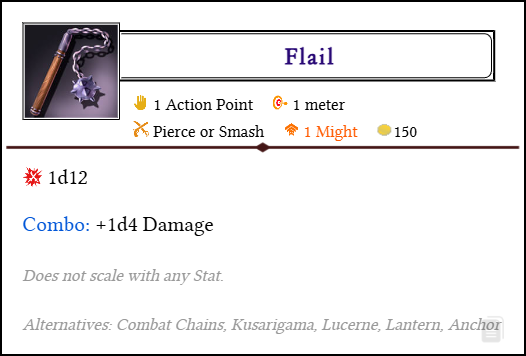 Flail
1 Action Point 1 meter
Pierce or Smash 1 Might 150
1d12
Combo: +1d4 Damage
Does not scale with any Stat.
Alternatives: Combat Chains, Kusarigama, Lucerne, Lantern, Anchor